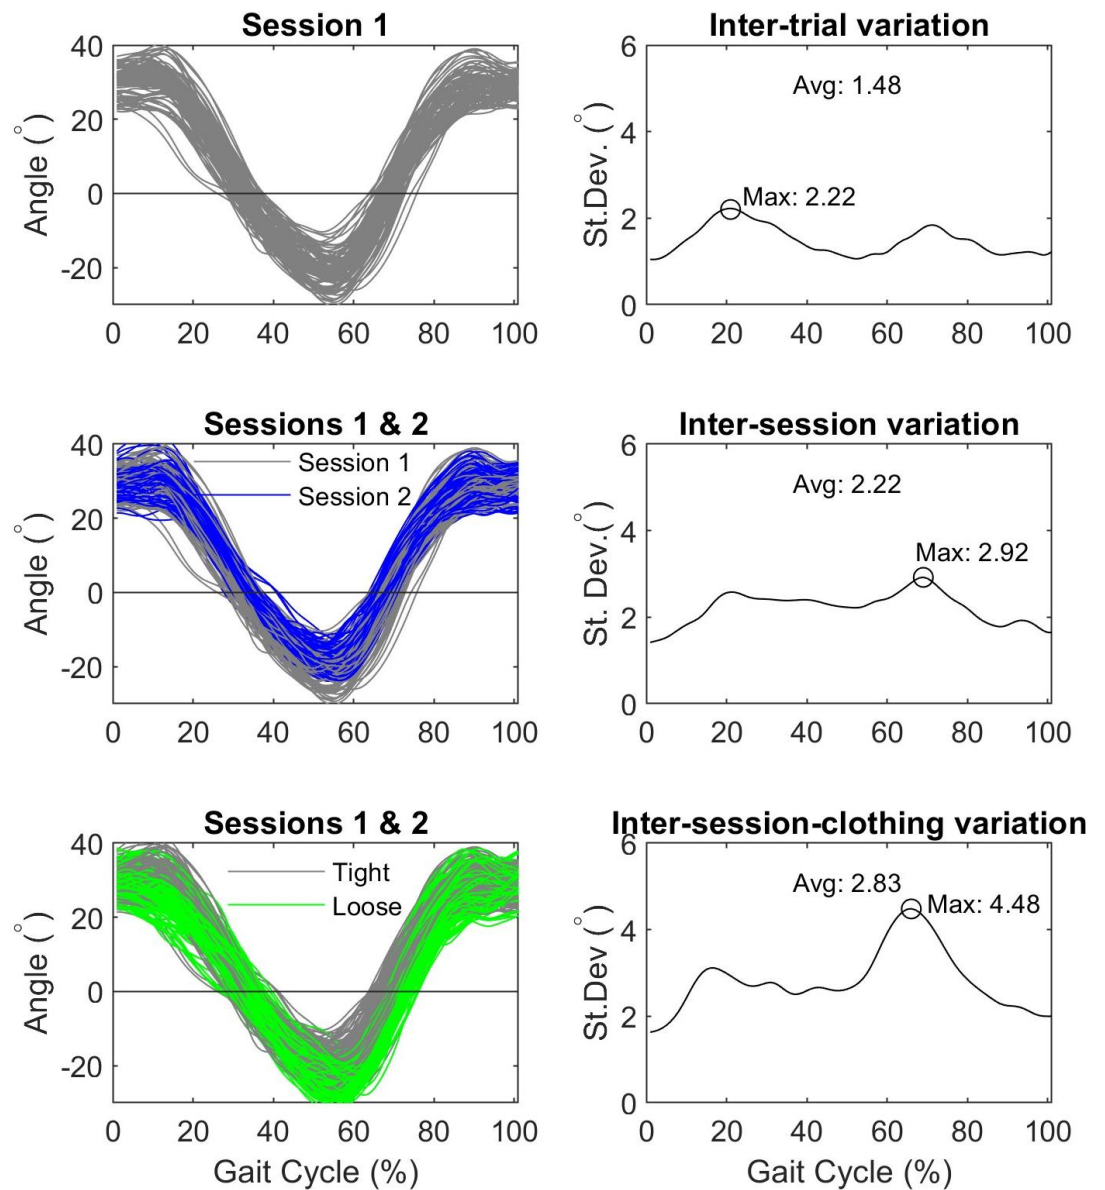 Session 1
Inter-trial variation
40
20
0
-20
0 20 40 60 80 100
Angle (°)
6
4
2
0
0 20 40 60 80 100
St.Dev. (°)
Avg: 1.48
Max: 2.22
Sessions 1 & 2
Inter-session variation
40
20
0
-20
0 20 40 60 80 100
Angle (°)
Session 1
Session 2
6
4
2
0
0 20 40 60 80 100
St. Dev.(°)
Avg: 2.22
Max: 2.92
Sessions 1 & 2
Inter-session-clothing variation
40
20
0
-20
0 20 40 60 80 100
Angle (°)
Tight
Loose
Gait Cycle (%)
6
4
2
0
0 20 40 60 80 100
St.Dev (°)
Avg: 2.83
Max: 4.48
Gait Cycle (%)